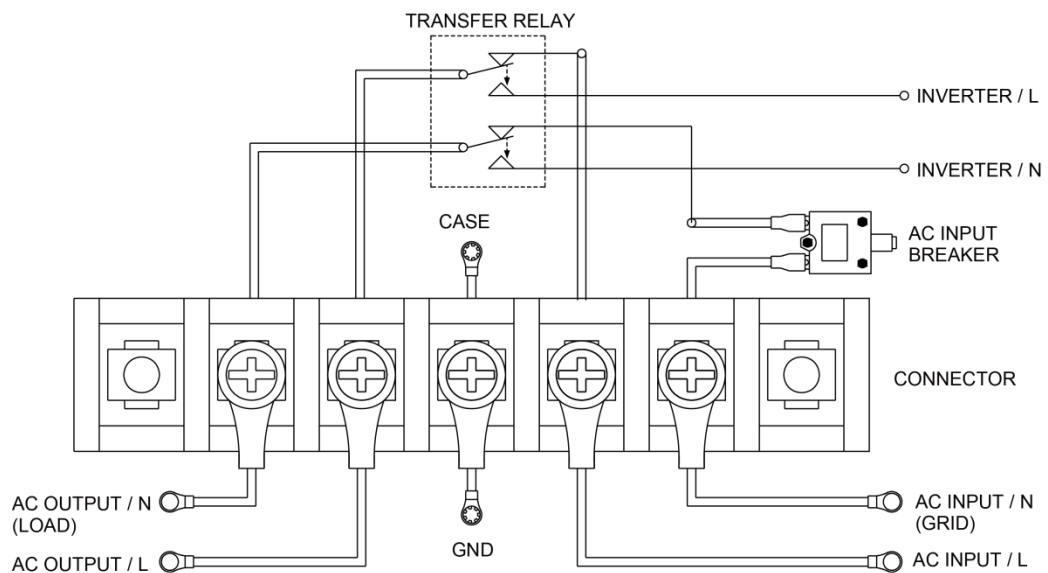 TRANSFER RELAY
INVERTER / L
INVERTER / N
CASE
AC INPUT
BREAKER
CONNECTOR
AC OUTPUT / N
(LOAD)
AC INPUT / N
(GRID)
GND
AC OUTPUT / L
AC INPUT / L